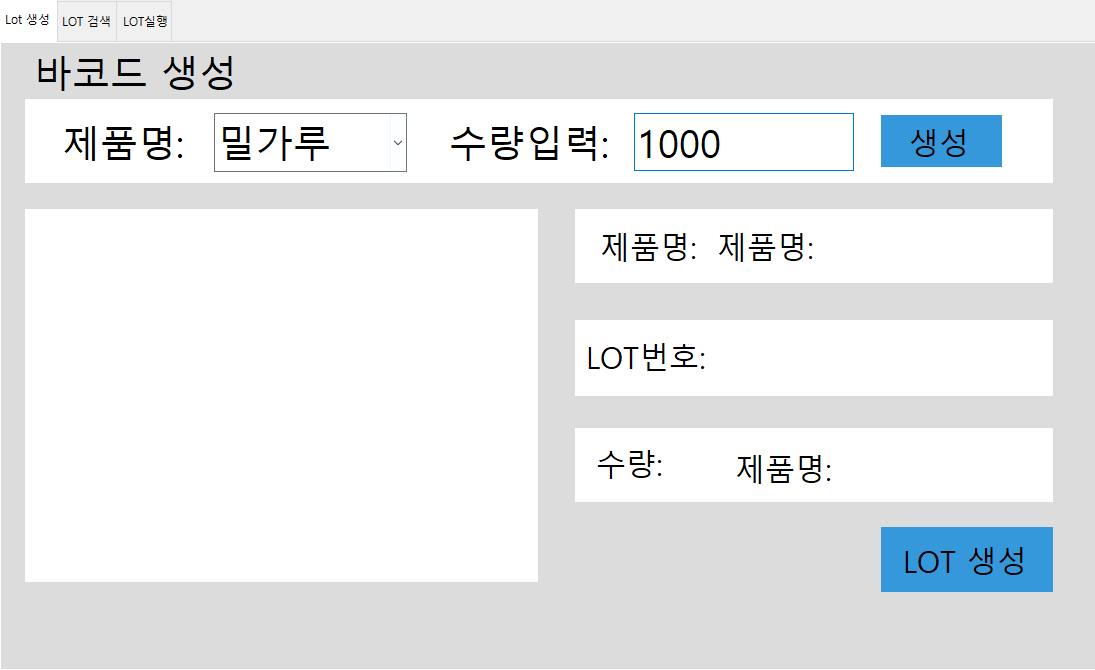 Lot 생성 LOT 검색 LOT실행
바코드 생성
제품명: 밀가루 수량입력: 1000 생성
제품명: 제품명:
LOT번호:
수량: 제품명:
LOT 생성